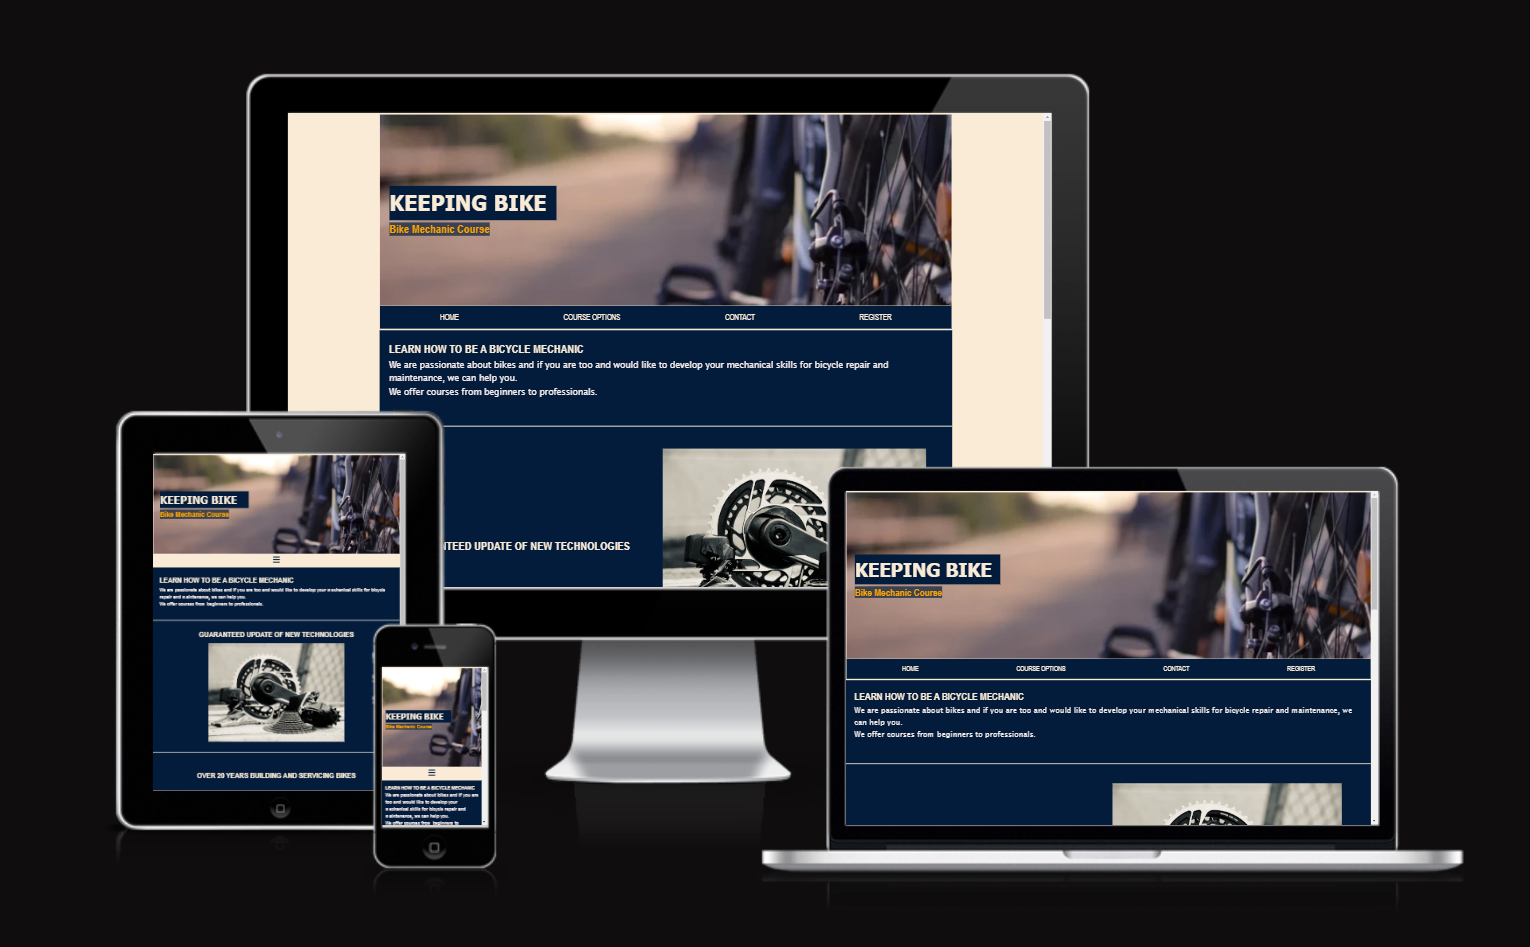 KEEPING BIKE
Bike Mechanic Course
HOME COURSE OPTIONS CONTACT REGISTER
LEARN HOW TO BE A BICYCLE MECHANIC
We are passionate about bikes and if you are too and would like to develop your mechanical skills for bicycle repair and
maintenance, we can help you.
We offer courses from beginners to professionals.
TEED UPDATE OF NEW TECHNOLOGIES
KEEPING BIKE
Bike Mechanic Course
LEARN HOW TO BE A BICYCLE MECHANIC
We are passionate about bikes and if you are too and would like to develop your mechanical skills for bicycle
repair and maintenance, we can help you.
We offer courses from beginners to professionals.
GUARANTEED UPDATE OF NEW TECHNOLOGIES
OVER 20 YEARS BUILDING AND SERVICING BIKES
KEEPING BIKE
Bike Mechanic Course
LEARN HOW TO BE A BICYCLE MECHANIC
We are passionate about bikes and if you are
too and would like to develop your
mechanical skills for bicycle repair and
maintenance, we can help you.
We offer courses from beginners to
KEEPING BIKE
Bike Mechanic Course
HOME COURSE OPTIONS CONTACT REGISTER
LEARN HOW TO BE A BICYCLE MECHANIC
We are passionate about bikes and if you are too and would like to develop your mechanical skills for bicycle repair and maintenance, we
can help you.
We offer courses from beginners to professionals.